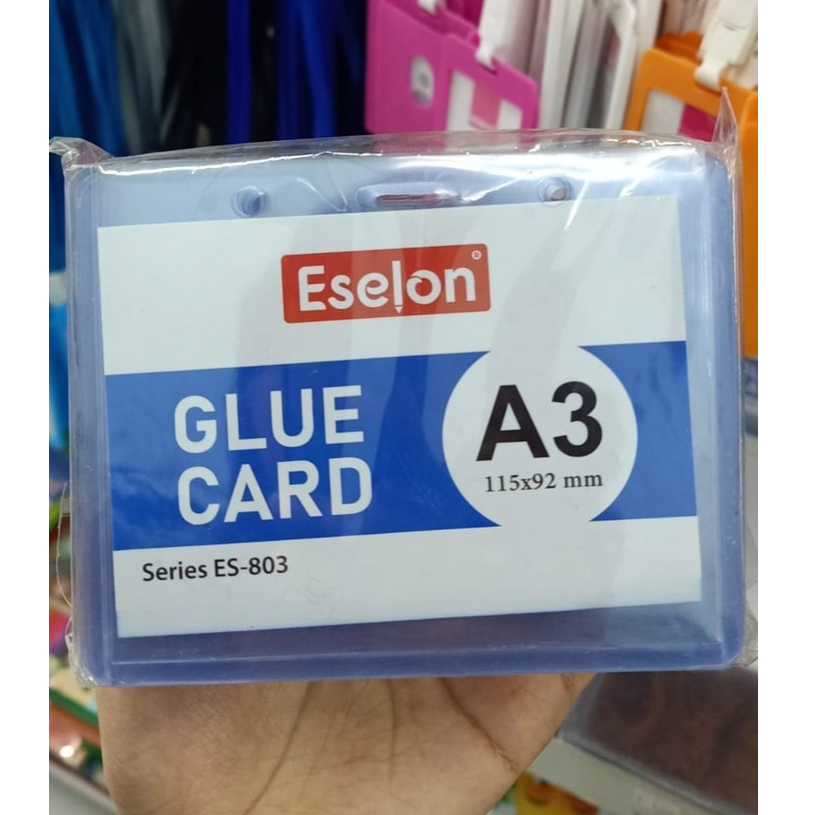 Eselon
GLUE
CARD
A3
115x92 mm
Series ES-803